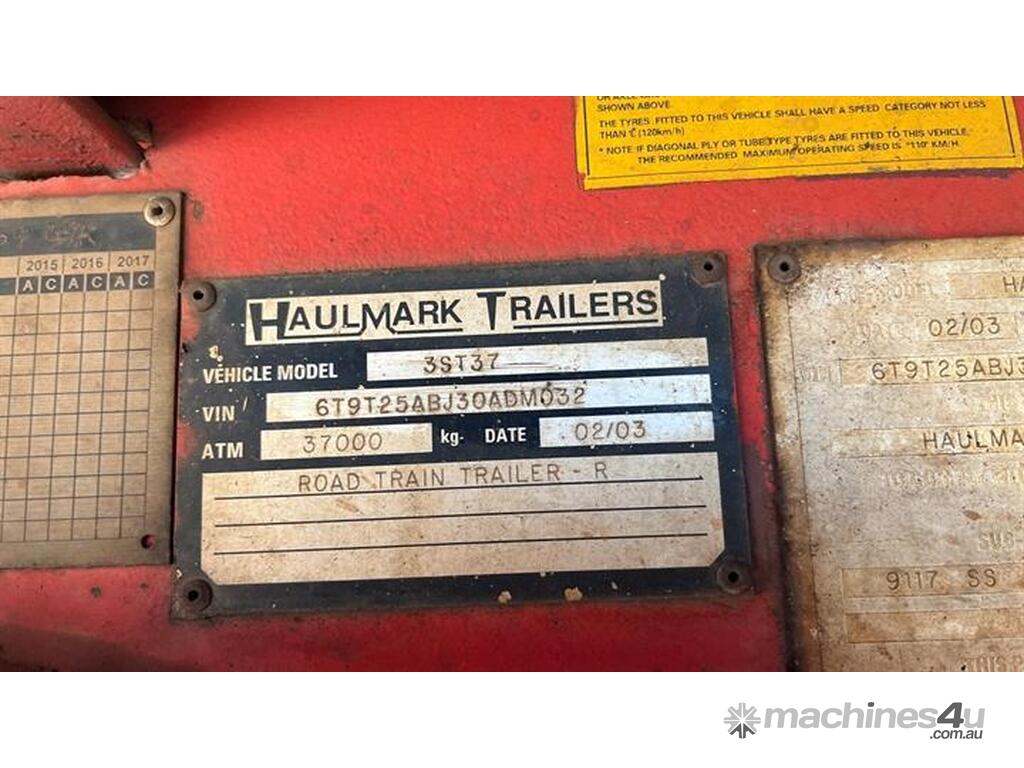 SHOWN ABOVE.
THE TYRES FITTED TO THIS VEHICLE SHALL HAVE A SPEED CATEGORY NOT LESS
THAN 'L' (120km/h)
* NOTE IF DIAGONAL PLY OR TUBE TYPE TYRES ARE FITTED TO THIS VEHICLE,
THE RECOMMENDED MAXIMUM OPERATING SPEED IS "110" KM/H.
2015 2016 2017
A C A C A C
HAULMARK TRAILERS
VEHICLE MODEL 3ST37
VIN 6T9T25ABJ30ADM032
ATM 37000 kg. DATE 02/03
ROAD TRAIN TRAILER - R
HA
02/03
6T9T25ABJ3
HAULMA
SUB
9117 SS
THIS P
machines4u
.com.au